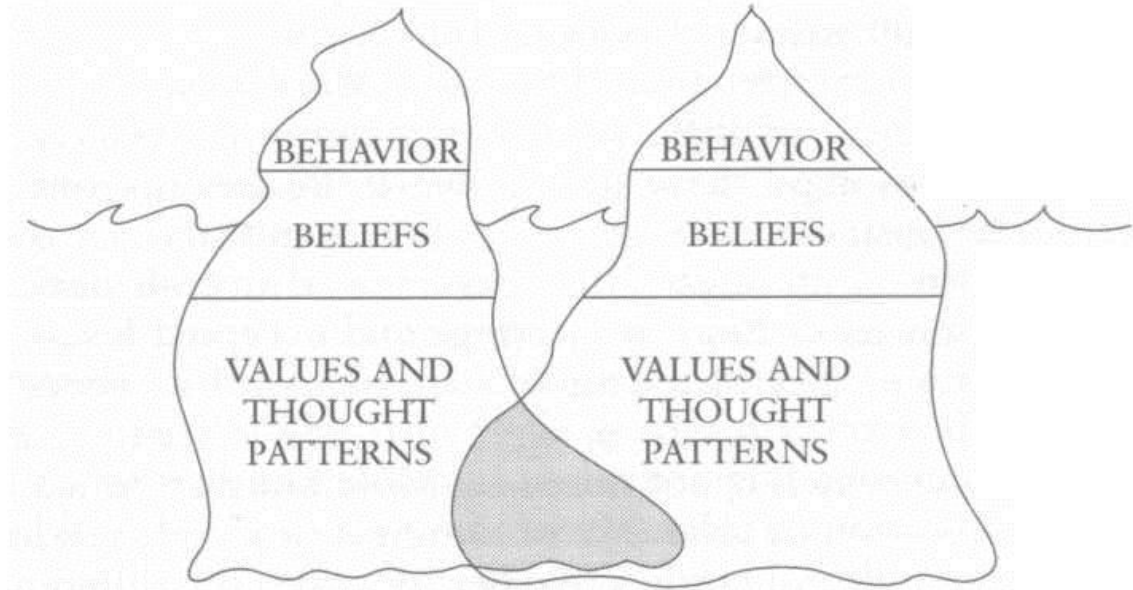 BEHAVIOR
BELIEFS
VALUES AND
THOUGHT
PATTERNS
BEHAVIOR
BELIEFS
VALUES AND
THOUGHT
PATTERNS